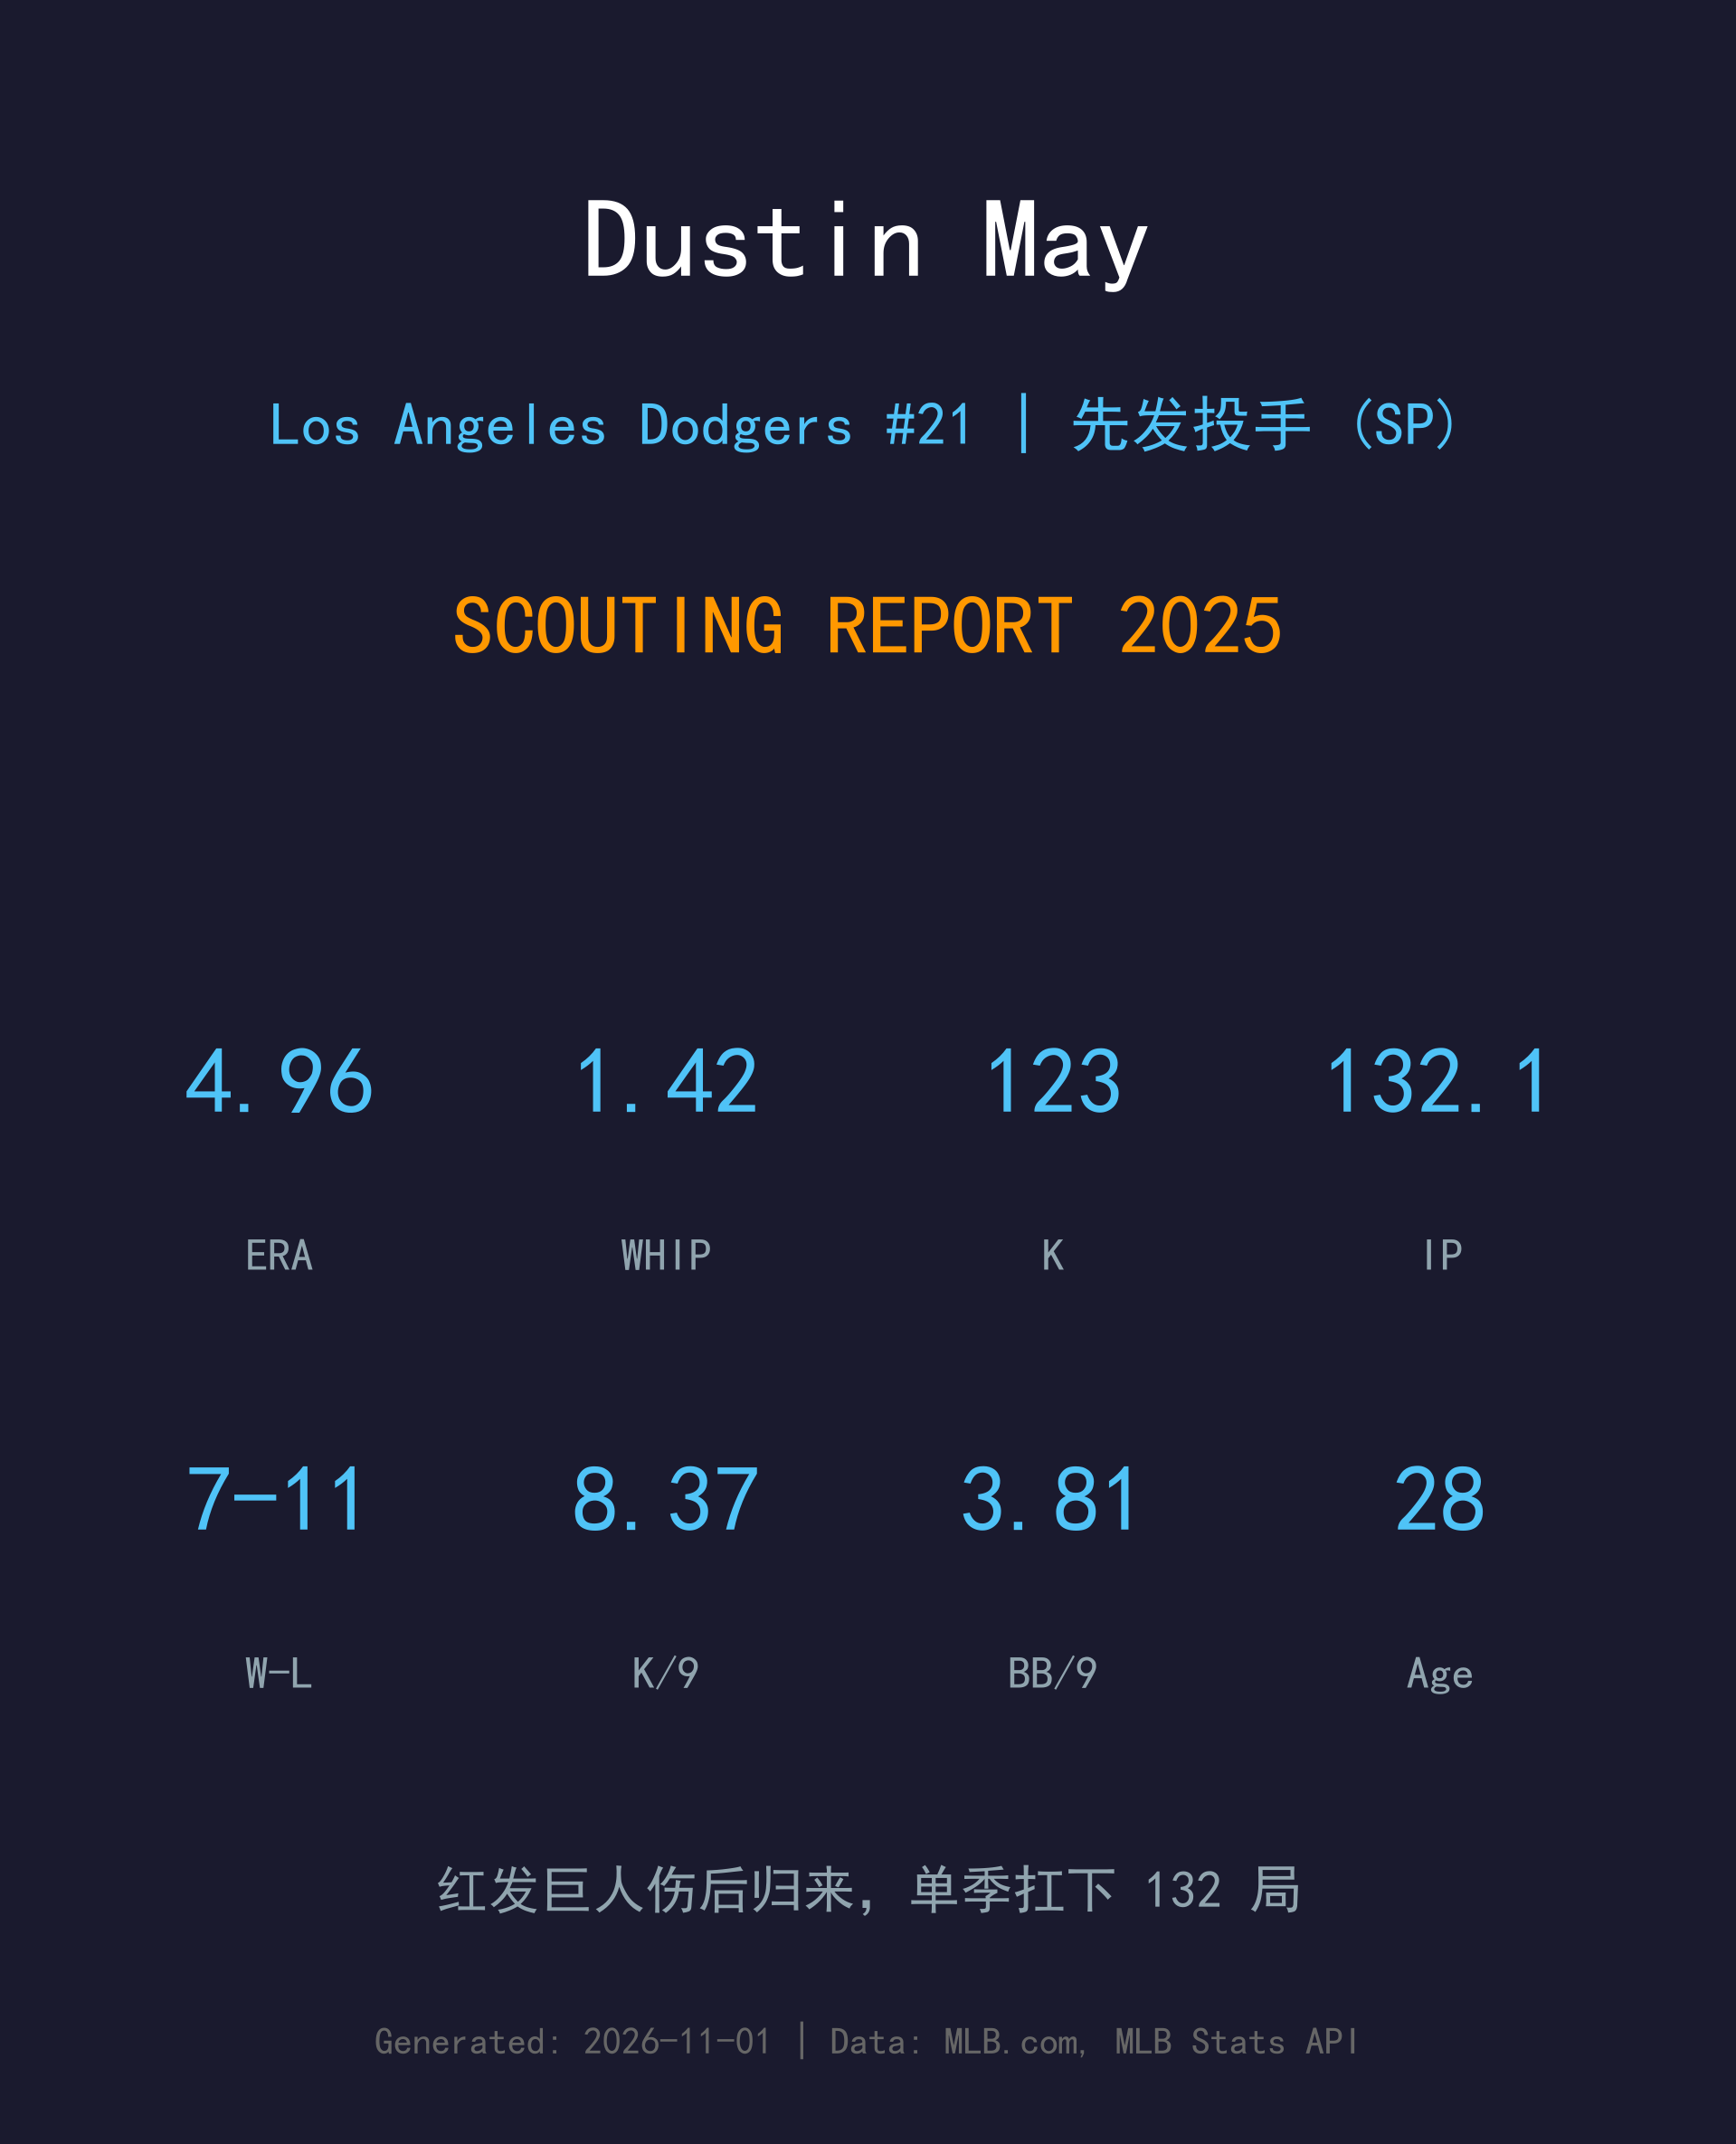 Dustin May
Los Angeles Dodgers #21 | 先发投手 (SP)
SCOUTING REPORT 2025
4.96 1.42 123 132.1
ERA WHIP K IP
7-11 8.37 3.81 28
W-L K/9 BB/9 Age
红发巨人伤后归来, 单季扛下 132 局
Generated: 2026-11-01 | Data: MLB.com, MLB Stats API